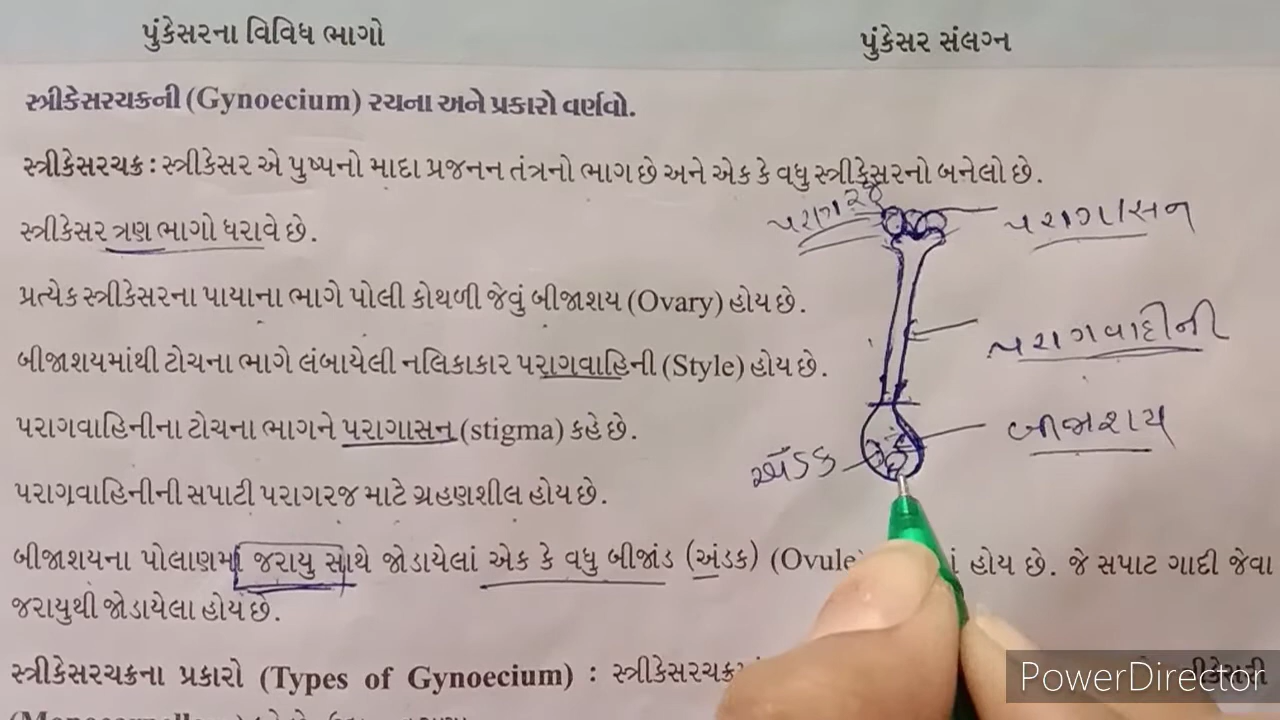 પુંકેસરના વિવિધ ભાગો
પુંકેસર સંલગ્ન
સ્ત્રીકેસરચક્રની (Gynoecium) રચના અને પ્રકારો વર્ણવો.
સ્ત્રીકેસરચક્ર : સ્ત્રીકેસર એ પુષ્પનો માદા પ્રજનન તંત્રનો ભાગ છે અને એક કે વધુ સ્ત્રીકેસરનો બનેલો છે.
પરાગરજ
પરાગાસન
સ્ત્રીકેસર ત્રણ ભાગો ધરાવે છે.
પ્રત્યેક સ્ત્રીકેસરના પાયાના ભાગે પોલી કોથળી જેવું બીજાશય (Ovary) હોય છે.
પરાગવાહીની
બીજાશયમાંથી ટોચના ભાગે લંબાયેલી નલિકાકાર પરાગવાહિની (Style) હોય છે.
બીજાશય
પરાગવાહિનીના ટોચના ભાગને પરાગાસન (stigma) કહે છે.
અંડક
પરાગવાહિનીની સપાટી પરાગરજ માટે ગ્રહણશીલ હોય છે.
બીજાશયના પોલાણમાં જરાયુ સાથે જોડાયેલાં એક કે વધુ બીજાંડ (અંડક) (Ovule) હોય છે. જે સપાટ ગાદી જેવા
જરાયુથી જોડાયેલા હોય છે.
સ્ત્રીકેસરચક્રના પ્રકારો (Types of Gynoecium) :
PowerDirector